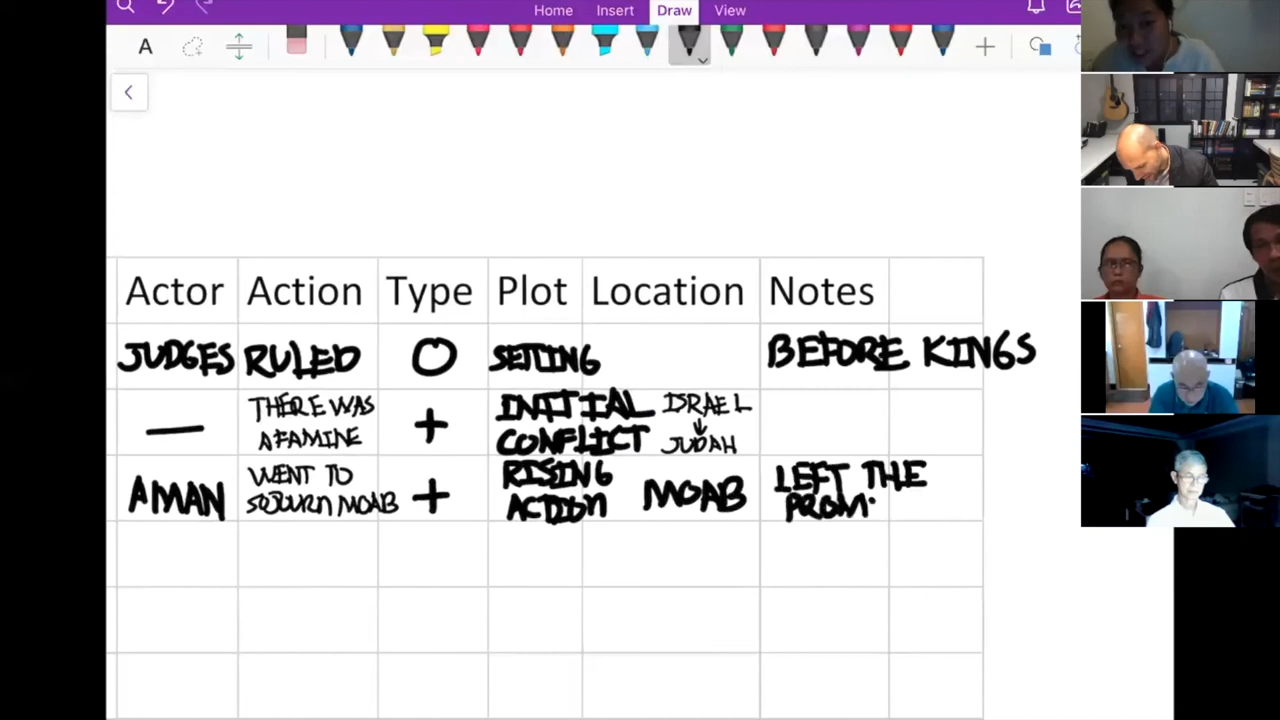 Home Insert Draw View
A
Actor Action Type Plot Location Notes
JUDGES RULED O SETTING BEFORE KINGS
— THERE WAS A FAMINE + INITIAL CONFLICT ISRAEL ↓ JUDAH
A MAN WENT TO SOJOURN MOAB + RISING ACTION MOAB LEFT THE PROM